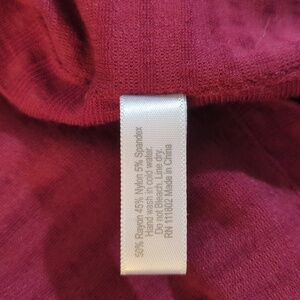 50% Rayon 45% Nylon 5% Spandex
Hand wash in cold water.
Do not Bleach. Line dry.
RN 111602 Made in China